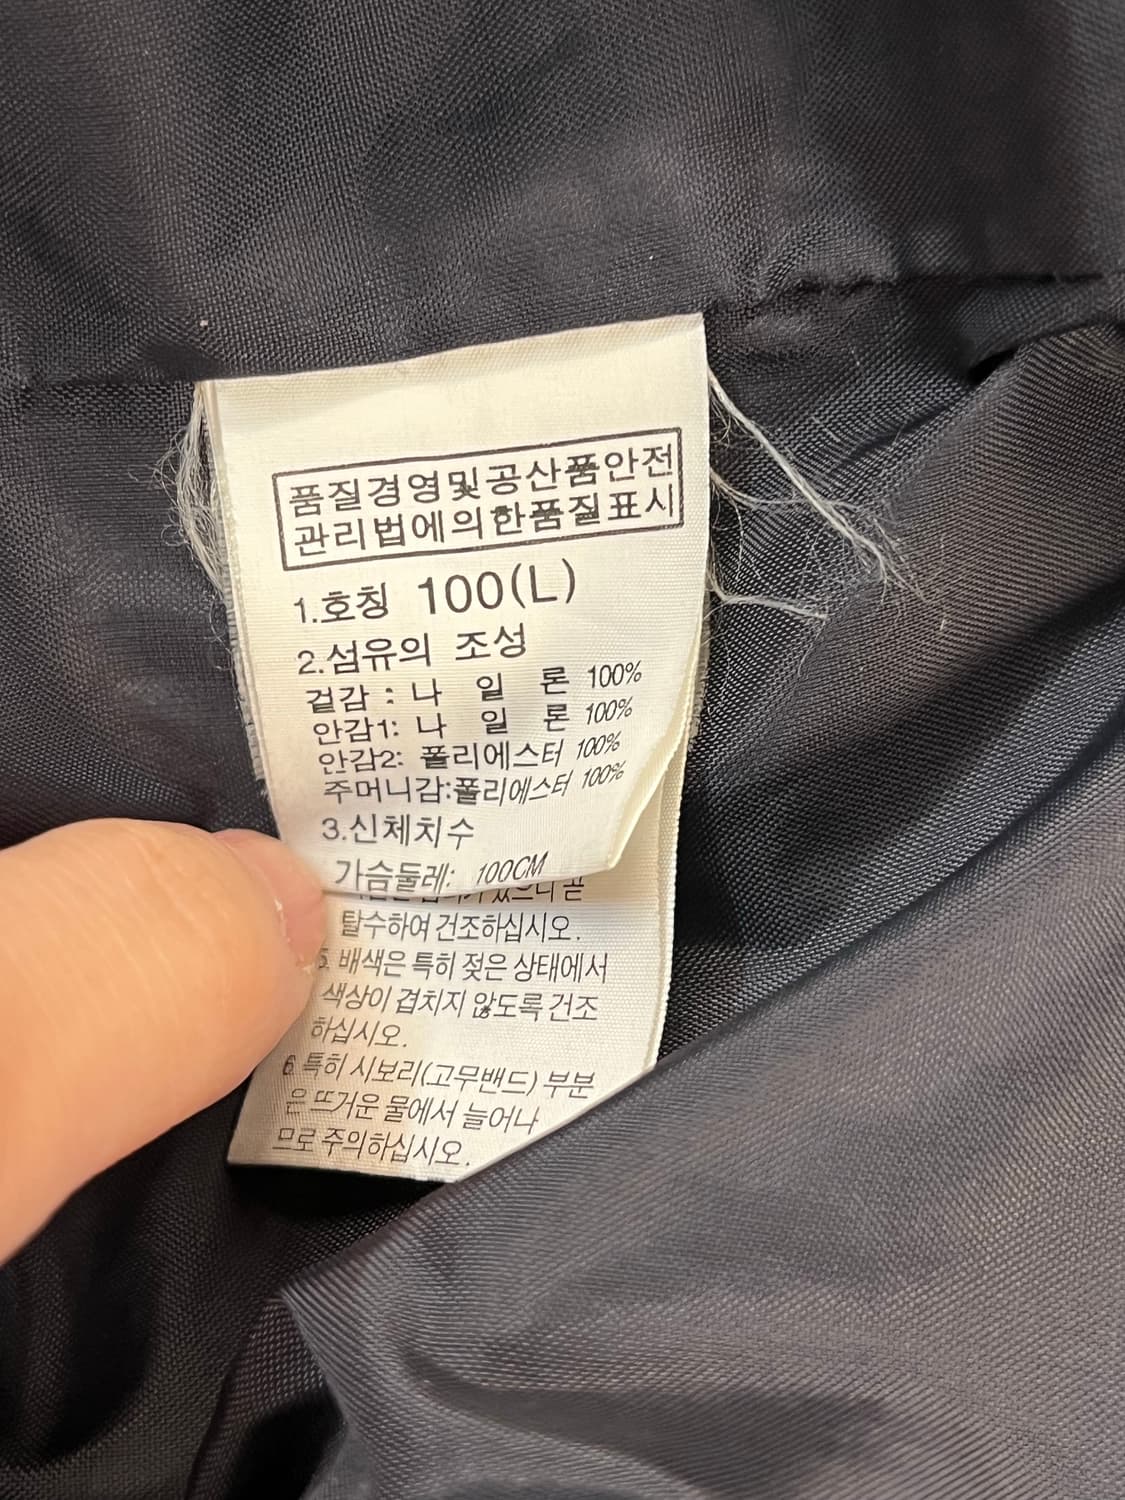 품질경영및공산품안전
관리법에의한품질표시
1.호칭 100(L)
2.섬유의 조성
겉감 : 나 일 론 100%
안감1: 나 일 론 100%
안감2: 폴리에스터 100%
주머니감:폴리에스터 100%
3.신체치수
가슴둘레: 100CM
탈수하여 건조하십시오.
5. 배색은 특히 젖은 상태에서
색상이 겹치지 않도록 건조
하십시오.
6. 특히 시보리(고무밴드) 부분
은 뜨거운 물에서 늘어나
므로 주의하십시오.